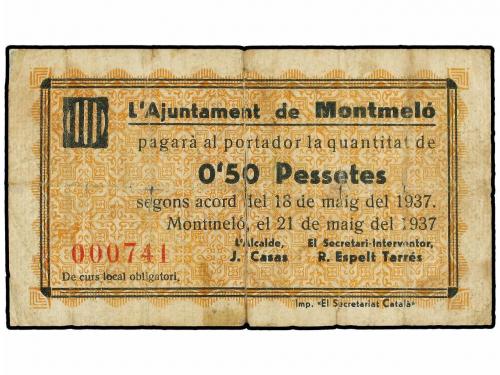 L'Ajuntament de Montmeló
pagarà al portador la quantitat de
0'50 Pessetes
segons acord del 18 de maig del 1937.
Montmeló, el 21 de maig del 1937
L'Alcalde, El Secretari-Interventor,
J. Casas R. Espelt Tarrés
000741
De curs local obligatori,
Imp. «El Secretariat Català»